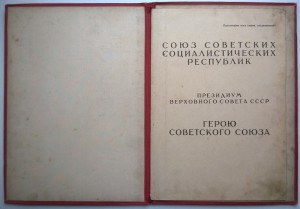 СОЮЗ СОВЕТСКИХ
СОЦИАЛИСТИЧЕСКИХ
РЕСПУБЛИК
ПРЕЗИДИУМ
ВЕРХОВНОГО СОВЕТА СССР
ГЕРОЮ
СОВЕТСКОГО СОЮЗА